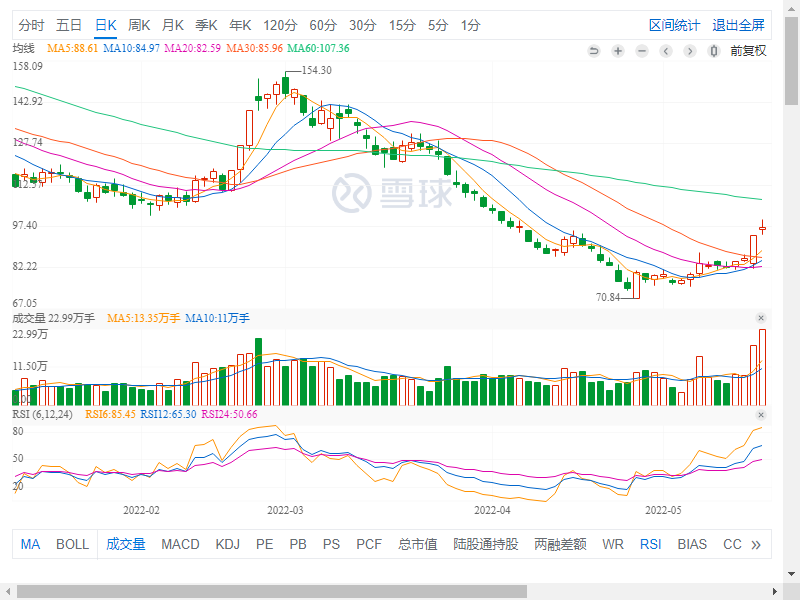 分时 五日 日K 周K 月K 季K 年K 120分 60分 30分 15分 5分 1分 区间统计 退出全屏
均线 MA5:88.61 MA10:84.97 MA20:82.59 MA30:85.96 MA60:107.36 前复权
158.09
154.30
142.92
127.74
112.57
雪球
97.40
82.22
70.84
67.05
成交量 22.99万手 MA5:13.35万手 MA10:11万手
22.99万
11.50万
RSI (6,12,24) RSI6:85.45 RSI12:65.30 RSI24:50.66
80
50
20
2022-02 2022-03 2022-04 2022-05
MA BOLL 成交量 MACD KDJ PE PB PS PCF 总市值 陆股通持股 两融差额 WR RSI BIAS CC »